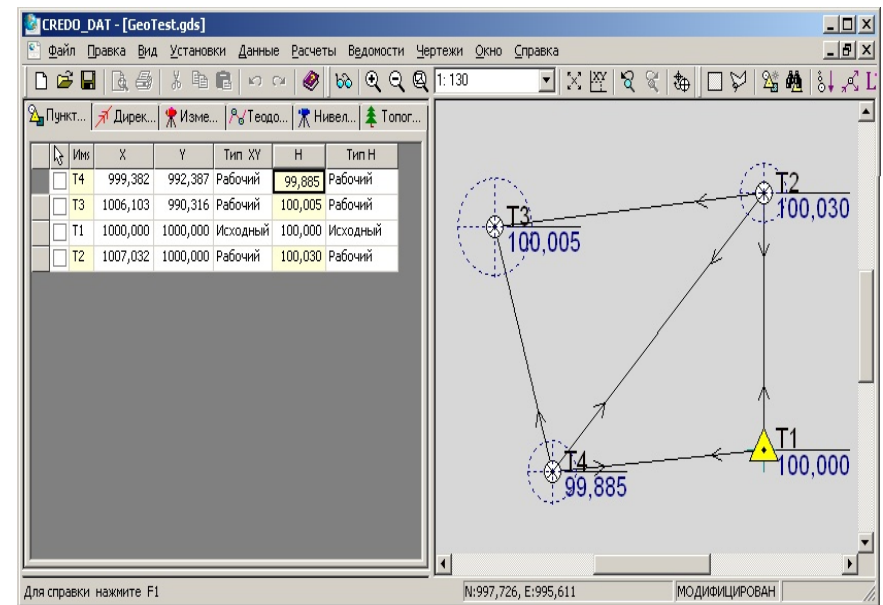 CREDO_DAT - [GeoTest.gds]
Файл Правка Вид Установки Данные Расчеты Ведомости Чертежи Окно Справка
1: 130
Пункт... Дирек... Изме... Теодо... Нивел... Топог...
Имя X Y Тип XY H Тип H
T4 999,382 992,387 Рабочий 99,885 Рабочий
T3 1006,103 990,316 Рабочий 100,005 Рабочий
T1 1000,000 1000,000 Исходный 100,000 Исходный
T2 1007,032 1000,000 Рабочий 100,030 Рабочий
T2
100,030
T3
100,005
T1
100,000
T4
99,885
Для справки нажмите F1
N:997,726, E:995,611
МОДИФИЦИРОВАН